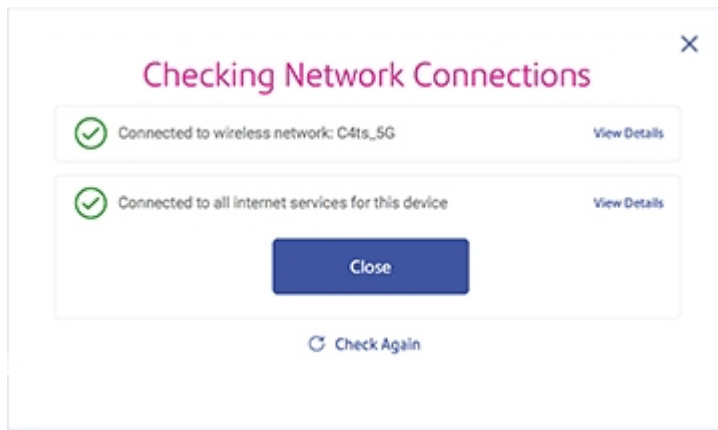 Checking Network Connections
Connected to wireless network: C4ts_5G View Details
Connected to all internet services for this device View Details
Close
Check Again